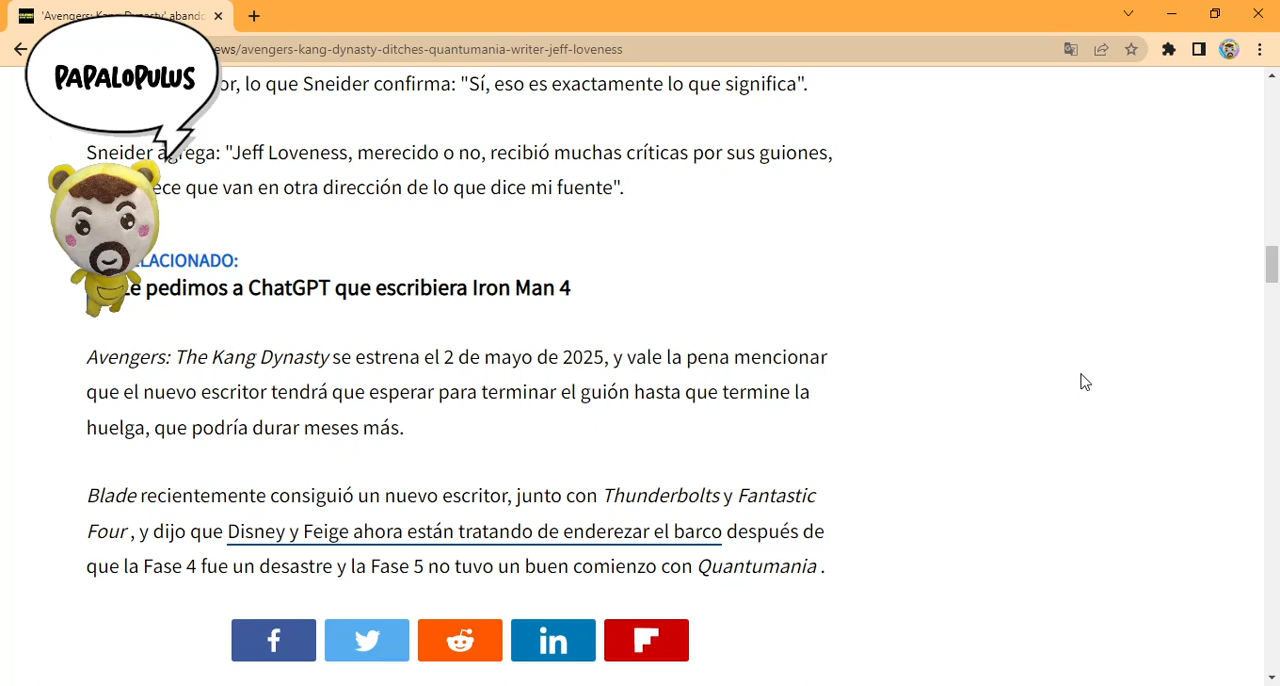 'Avengers: Kang Dynasty' abando
ews/avengers-kang-dynasty-ditches-quantumania-writer-jeff-loveness
PAPALOPULUS
or, lo que Sneider confirma: "Sí, eso es exactamente lo que significa".
Sneider agrega: "Jeff Loveness, merecido o no, recibió muchas críticas por sus guiones,
ece que van en otra dirección de lo que dice mi fuente".
LACIONADO:
Le pedimos a ChatGPT que escribiera Iron Man 4
Avengers: The Kang Dynasty se estrena el 2 de mayo de 2025, y vale la pena mencionar
que el nuevo escritor tendrá que esperar para terminar el guión hasta que termine la
huelga, que podría durar meses más.
Blade recientemente consiguió un nuevo escritor, junto con Thunderbolts y Fantastic
Four , y dijo que Disney y Feige ahora están tratando de enderezar el barco después de
que la Fase 4 fue un desastre y la Fase 5 no tuvo un buen comienzo con Quantumania .